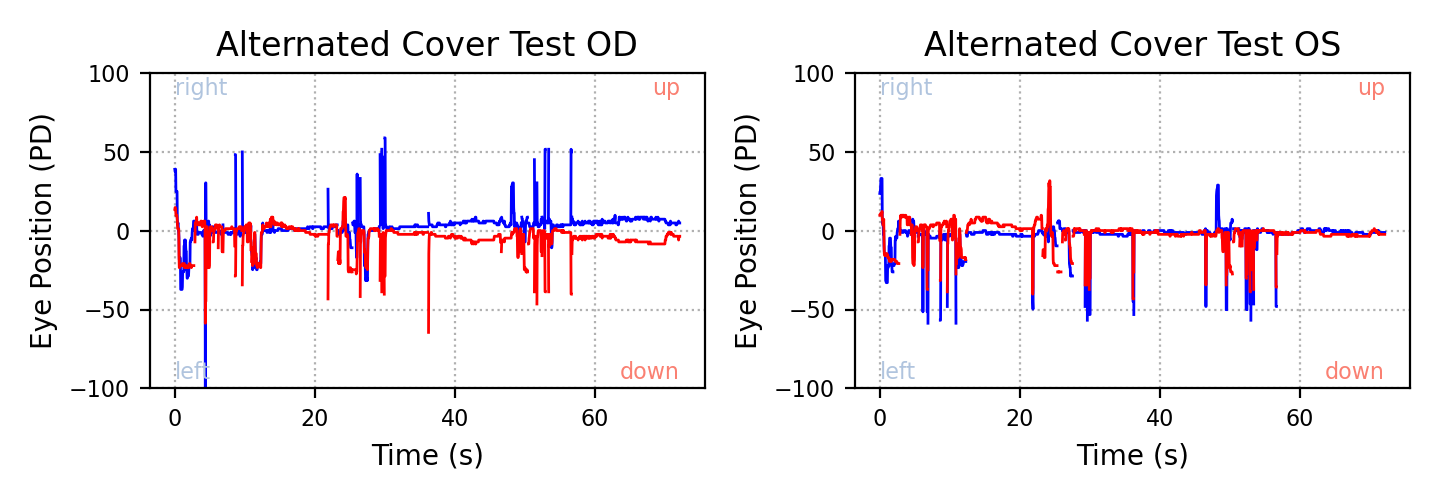 Alternated Cover Test OD
100
50
0
−50
−100
Eye Position (PD)
right
up
left
down
0
20
40
60
Time (s)
Alternated Cover Test OS
100
50
0
−50
−100
Eye Position (PD)
right
up
left
down
0
20
40
60
Time (s)